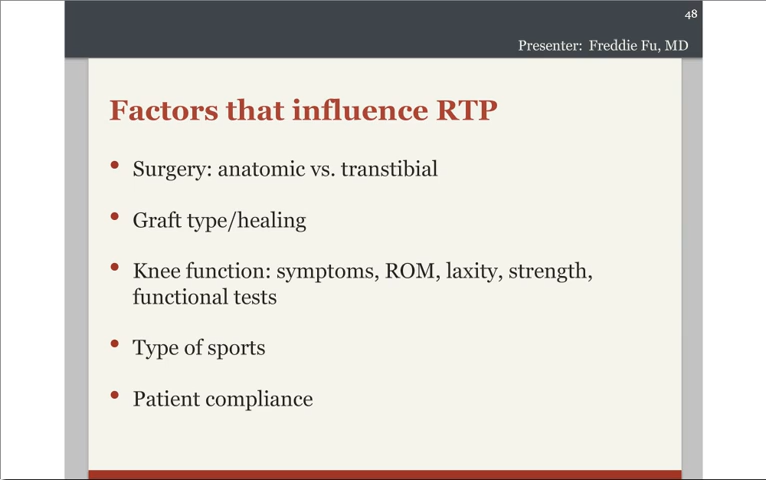 48
Presenter: Freddie Fu, MD
Factors that influence RTP
• Surgery: anatomic vs. transtibial
• Graft type/healing
• Knee function: symptoms, ROM, laxity, strength,
functional tests
• Type of sports
• Patient compliance